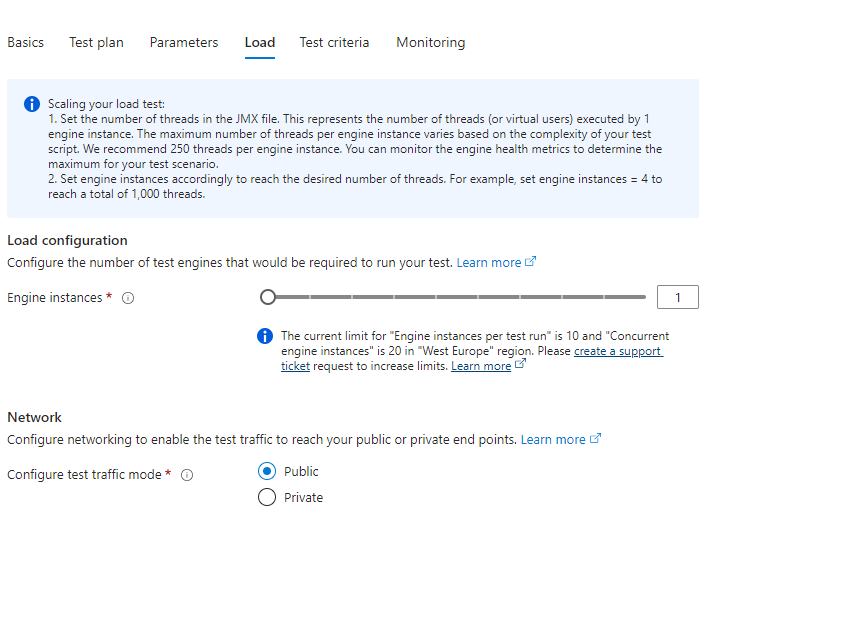 Basics Test plan Parameters Load Test criteria Monitoring
Scaling your load test:
1. Set the number of threads in the JMX file. This represents the number of threads (or virtual users) executed by 1
engine instance. The maximum number of threads per engine instance varies based on the complexity of your test
script. We recommend 250 threads per engine instance. You can monitor the engine health metrics to determine the
maximum for your test scenario.
2. Set engine instances accordingly to reach the desired number of threads. For example, set engine instances = 4 to
reach a total of 1,000 threads.
Load configuration
Configure the number of test engines that would be required to run your test. Learn more
Engine instances * 1
The current limit for "Engine instances per test run" is 10 and "Concurrent
engine instances" is 20 in "West Europe" region. Please create a support
ticket request to increase limits. Learn more
Network
Configure networking to enable the test traffic to reach your public or private end points. Learn more
Configure test traffic mode * Public
Private